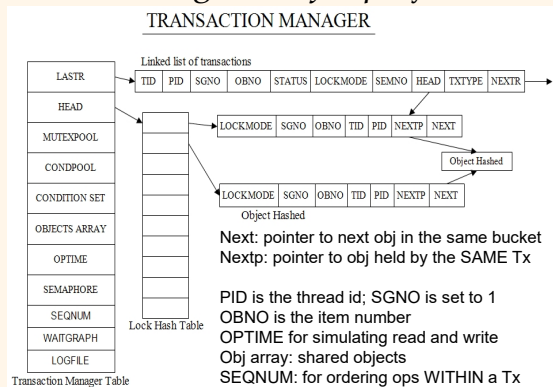 TRANSACTION MANAGER
Linked list of transactions
LASTR
TID PID SGNO OBNO STATUS LOCKMODE SEMNO HEAD TXTYPE NEXTR
HEAD
LOCKMODE SGNO OBNO TID PID NEXTP NEXT
MUTEXPOOL
Object Hashed
CONDPOOL
CONDITION SET
LOCKMODE SGNO OBNO TID PID NEXTP NEXT
Object Hashed
OBJECTS ARRAY
Next: pointer to next obj in the same bucket
Nextp: pointer to obj held by the SAME Tx
OPTIME
SEMAPHORE
PID is the thread id; SGNO is set to 1
OBNO is the item number
SEQNUM
Lock Hash Table
OPTIME for simulating read and write
WAITGRAPH
Obj array: shared objects
LOGFILE
SEQNUM: for ordering ops WITHIN a Tx
Transaction Manager Table